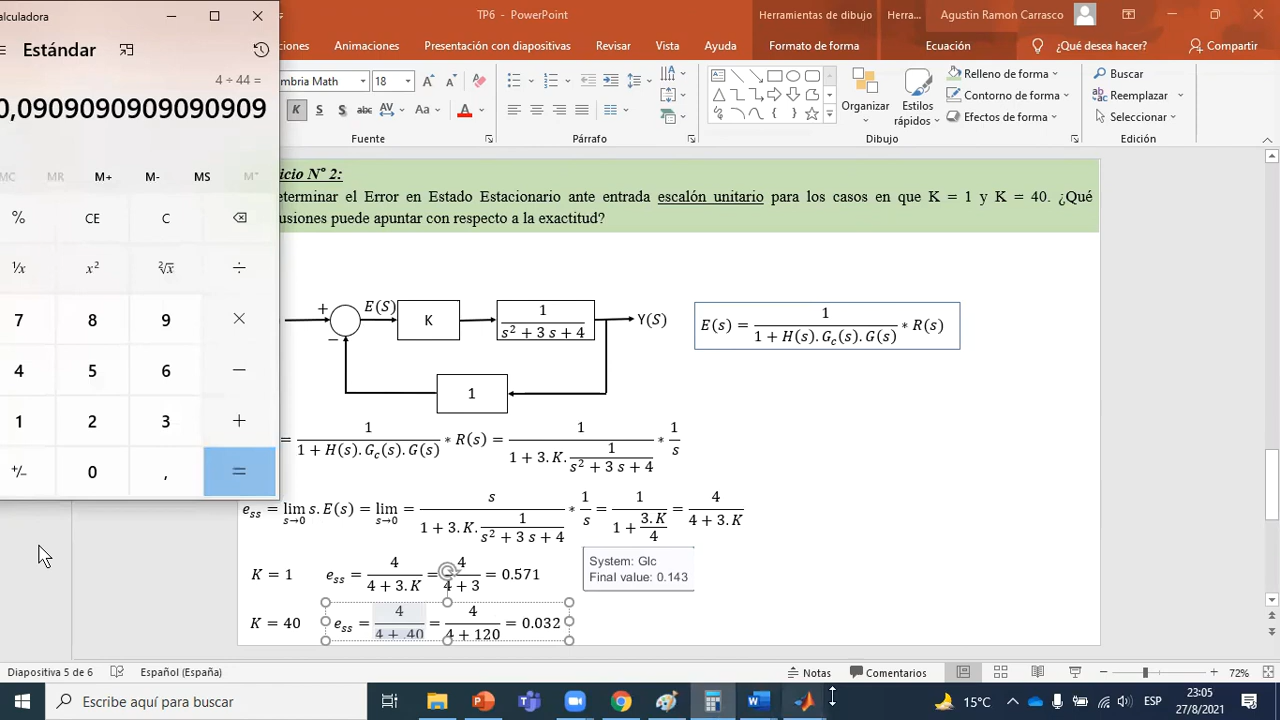 alculadora
TP6 - PowerPoint
Herramientas de dibujo
Herra...
Agustin Ramon Carrasco
Estándar
ciones
Animaciones
Presentación con diapositivas
Revisar
Vista
Ayuda
Formato de forma
Ecuación
¿Qué desea hacer?
Compartir
4 ÷ 44 =
0,0909090909090909
mbria Math
18
Relleno de forma
Contorno de forma
Efectos de forma
Organizar
Estilos rápidos
Buscar
Reemplazar
Seleccionar
K S S abc AV Aa
Fuente
Párrafo
Dibujo
Edición
MC MR M+ M- MS M˅
% CE C
¹/x x² ²√x ÷
7 8 9 ×
4 5 6 −
1 2 3 +
+/− 0 , =
icio N° 2:
eterminar el Error en Estado Estacionario ante entrada escalón unitario para los casos en que K = 1 y K = 40. ¿Qué
usiones puede apuntar con respecto a la exactitud?
+ − E(S) K 1 / (s² + 3 s + 4) Y(S)
1
E(s) = 1 / (1 + H(s). G_c(s). G(s)) * R(s)
= 1 / (1 + H(s). G_c(s). G(s)) * R(s) = 1 / (1 + 3. K. 1 / (s² + 3 s + 4)) * 1/s
e_ss = lim s→0 s. E(s) = lim s→0 = s / (1 + 3. K. 1 / (s² + 3 s + 4)) * 1/s = 1 / (1 + 3. K / 4) = 4 / (4 + 3. K)
System: Glc
Final value: 0.143
K = 1 e_ss = 4 / (4 + 3. K) = 4 / (4 + 3) = 0.571
K = 40 e_ss = 4 / (4 + .40) = 4 / (4 + 120) = 0.032
Diapositiva 5 de 6
Español (España)
Notas
Comentarios
72%
Escribe aquí para buscar
15°C
ESP
23:05
27/8/2021